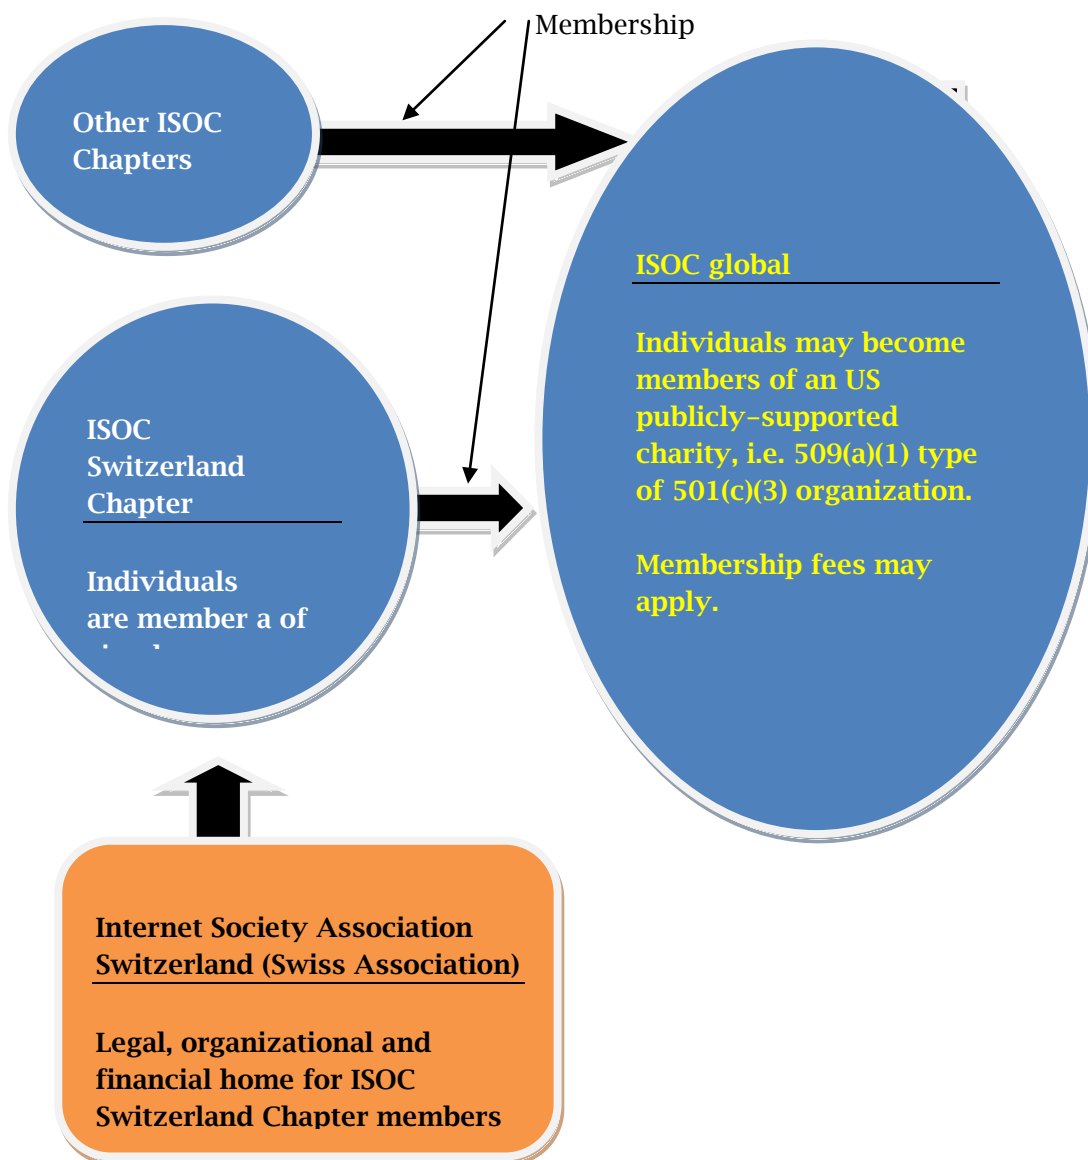 Membership
Other ISOC
Chapters
ISOC global
Individuals may become
members of an US
publicly-supported
charity, i.e. 509(a)(1) type
of 501(c)(3) organization.
Membership fees may
apply.
ISOC
Switzerland
Chapter
Individuals
are member a of
Internet Society Association
Switzerland (Swiss Association)
Legal, organizational and
financial home for ISOC
Switzerland Chapter members